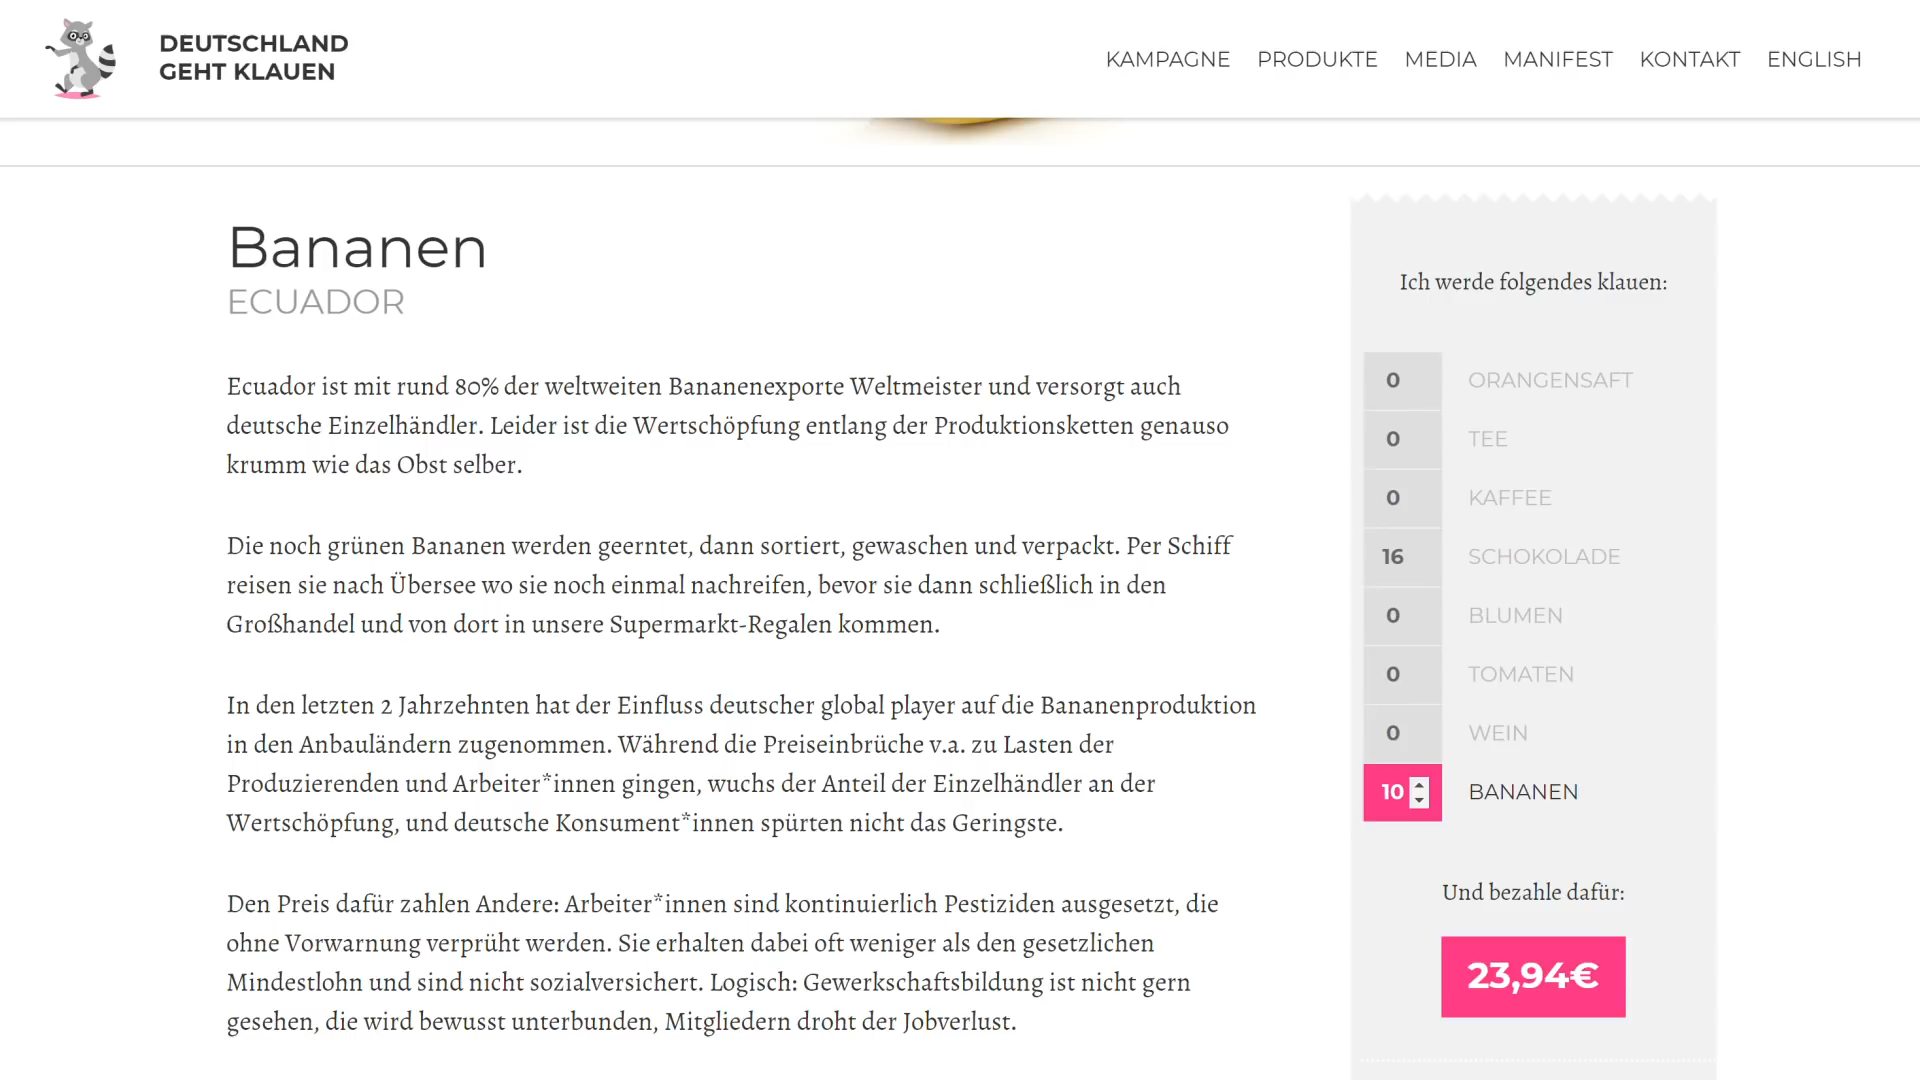 DEUTSCHLAND
GEHT KLAUEN
KAMPAGNE PRODUKTE MEDIA MANIFEST KONTAKT ENGLISH
Bananen
ECUADOR
Ecuador ist mit rund 80% der weltweiten Bananenexporte Weltmeister und versorgt auch
deutsche Einzelhändler. Leider ist die Wertschöpfung entlang der Produktionsketten genauso
krumm wie das Obst selber.
Die noch grünen Bananen werden geerntet, dann sortiert, gewaschen und verpackt. Per Schiff
reisen sie nach Übersee wo sie noch einmal nachreifen, bevor sie dann schließlich in den
Großhandel und von dort in unsere Supermarkt-Regalen kommen.
In den letzten 2 Jahrzehnten hat der Einfluss deutscher global player auf die Bananenproduktion
in den Anbauländern zugenommen. Während die Preiseinbrüche v.a. zu Lasten der
Produzierenden und Arbeiter*innen gingen, wuchs der Anteil der Einzelhändler an der
Wertschöpfung, und deutsche Konsument*innen spürten nicht das Geringste.
Den Preis dafür zahlen Andere: Arbeiter*innen sind kontinuierlich Pestiziden ausgesetzt, die
ohne Vorwarnung verprüht werden. Sie erhalten dabei oft weniger als den gesetzlichen
Mindestlohn und sind nicht sozialversichert. Logisch: Gewerkschaftsbildung ist nicht gern
gesehen, die wird bewusst unterbunden, Mitgliedern droht der Jobverlust.
Ich werde folgendes klauen:
0 ORANGENSAFT
0 TEE
0 KAFFEE
16 SCHOKOLADE
0 BLUMEN
0 TOMATEN
0 WEIN
10 BANANEN
Und bezahle dafür:
23,94€